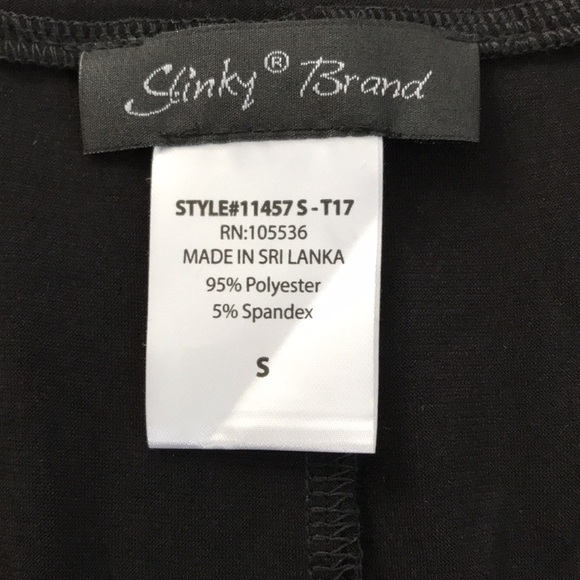 Slinky® Brand
STYLE#11457 S - T17
RN:105536
MADE IN SRI LANKA
95% Polyester
5% Spandex
S